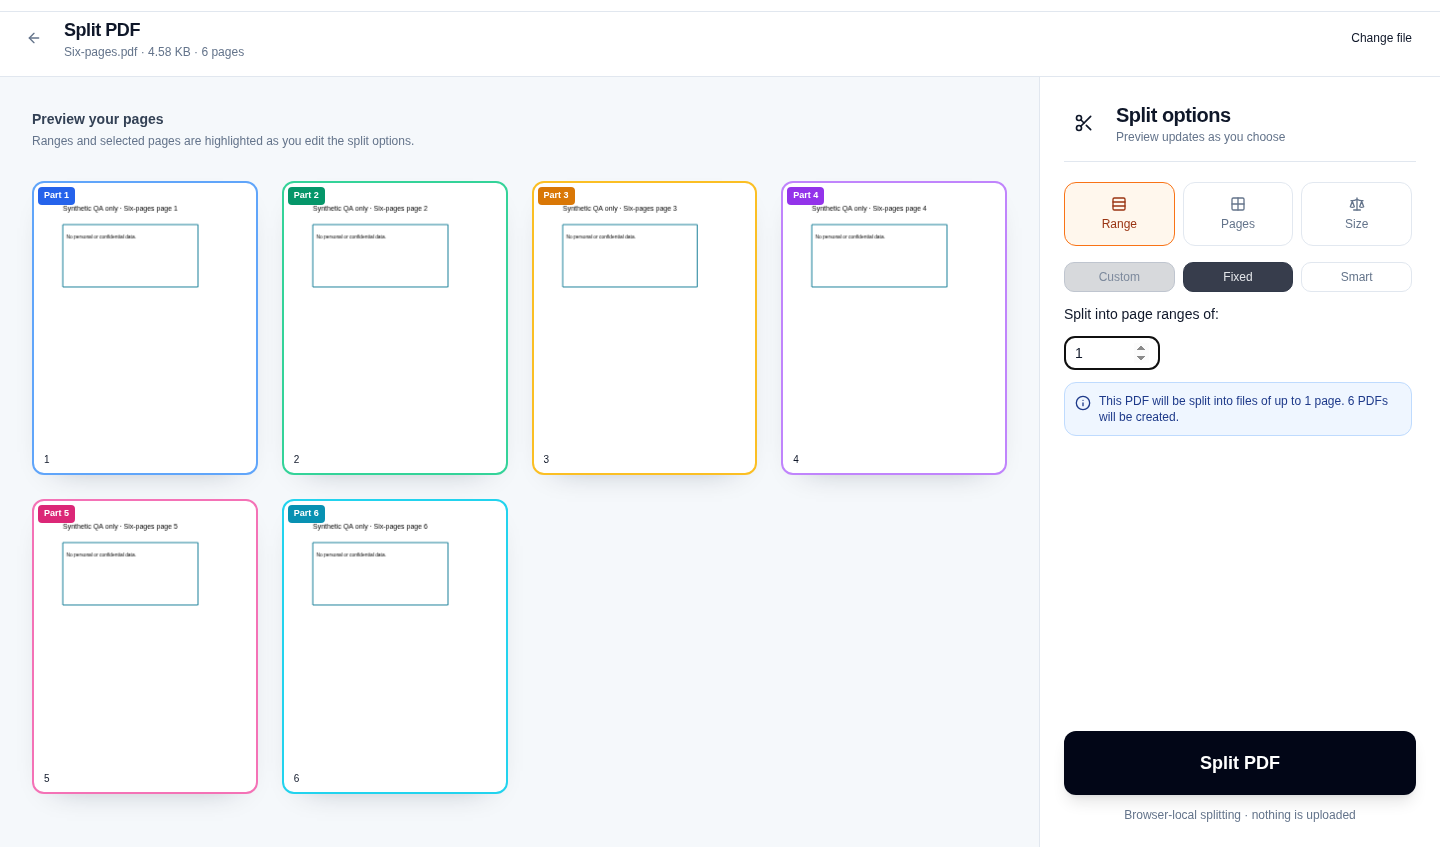 Split PDF
Six-pages.pdf · 4.58 KB · 6 pages
Change file
Preview your pages
Ranges and selected pages are highlighted as you edit the split options.
Part 1
Synthetic QA only · Six-pages page 1
No personal or confidential data.
1
Part 2
Synthetic QA only · Six-pages page 2
No personal or confidential data.
2
Part 3
Synthetic QA only · Six-pages page 3
No personal or confidential data.
3
Part 4
Synthetic QA only · Six-pages page 4
No personal or confidential data.
4
Part 5
Synthetic QA only · Six-pages page 5
No personal or confidential data.
5
Part 6
Synthetic QA only · Six-pages page 6
No personal or confidential data.
6
Split options
Preview updates as you choose
Range
Pages
Size
Custom
Fixed
Smart
Split into page ranges of:
1
This PDF will be split into files of up to 1 page. 6 PDFs
will be created.
Split PDF
Browser-local splitting · nothing is uploaded